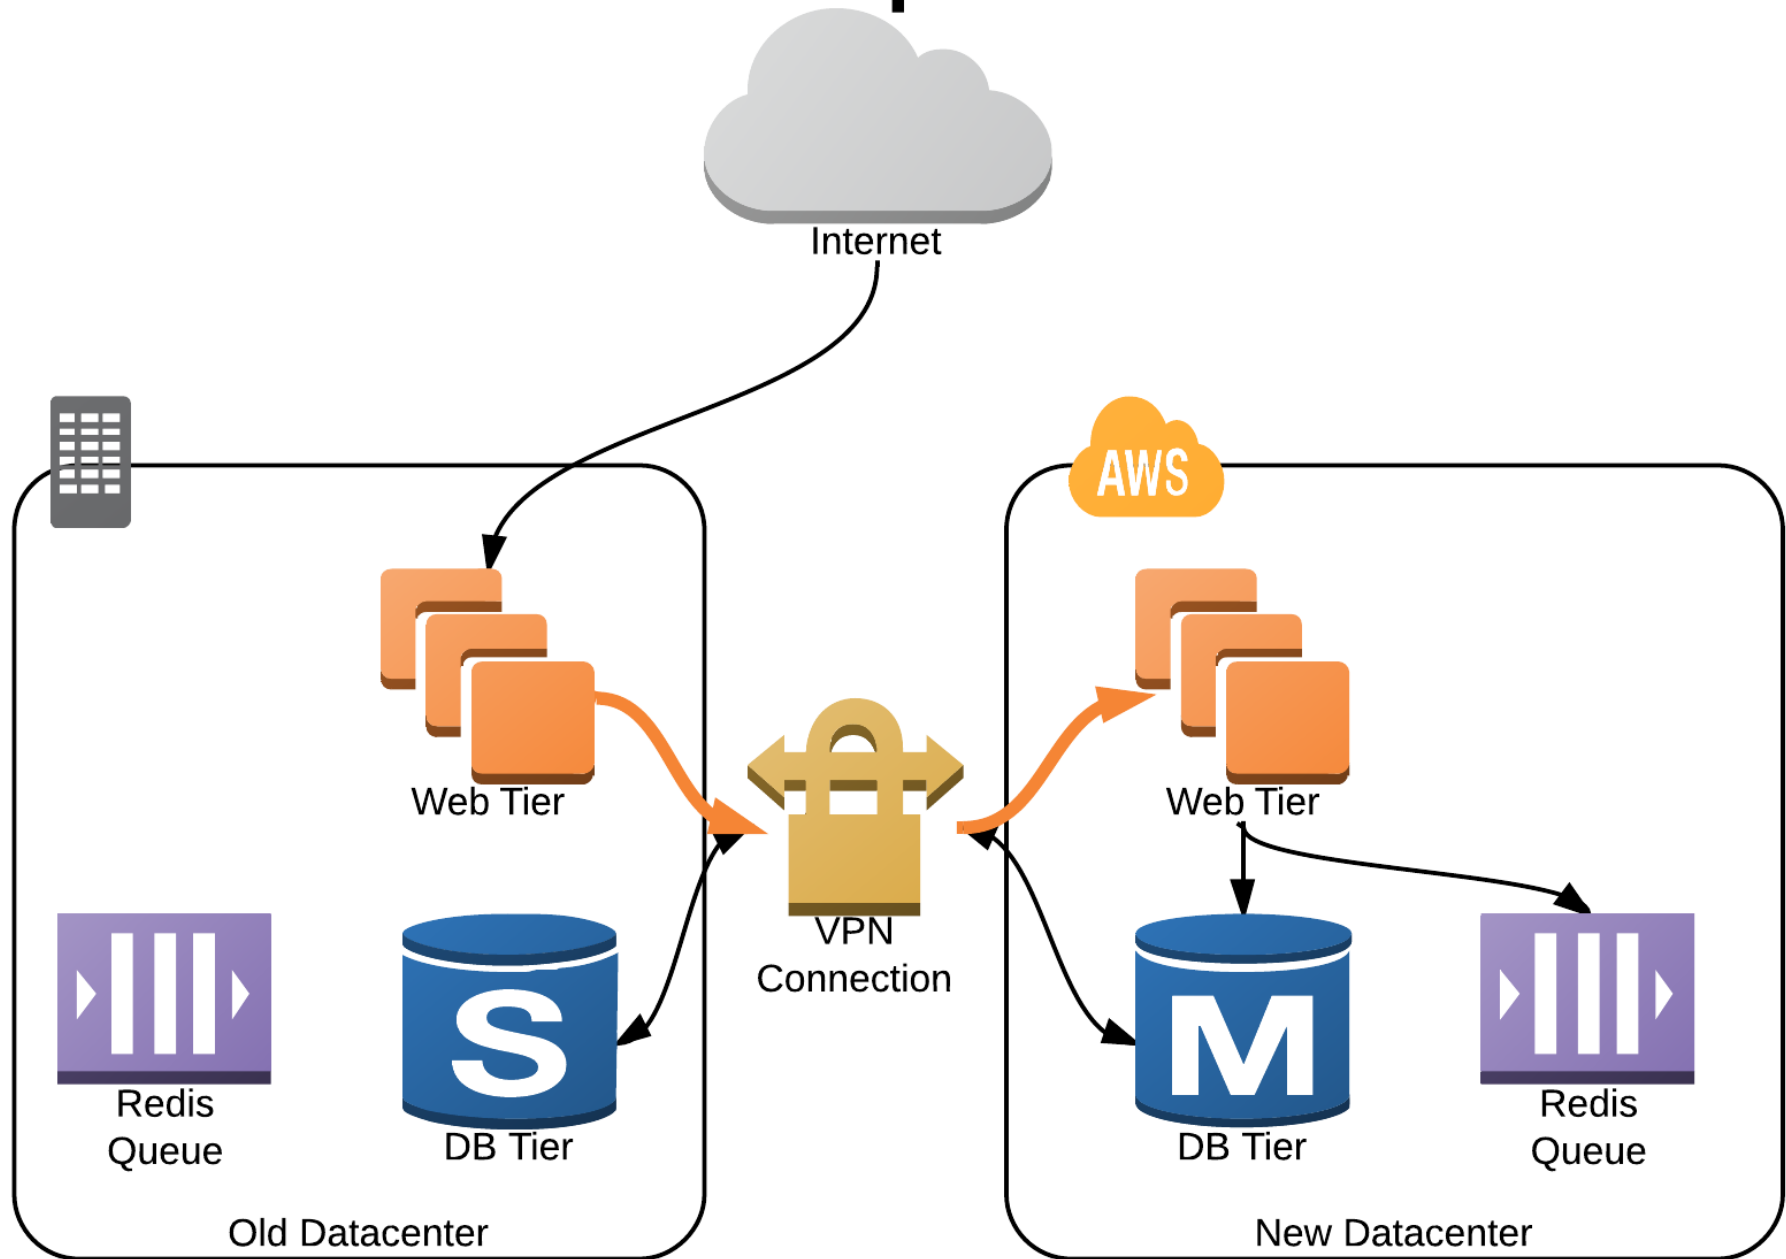 Internet
AWS
Web Tier
Web Tier
VPN
Connection
S
M
Redis
Queue
DB Tier
DB Tier
Redis
Queue
Old Datacenter
New Datacenter